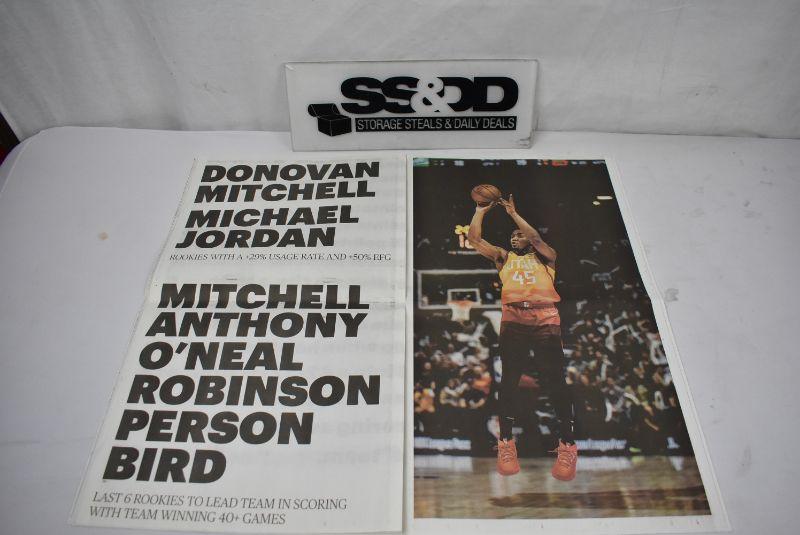 SS&DD
STORAGE STEALS & DAILY DEALS
DONOVAN
MITCHELL
MICHAEL
JORDAN
ROOKIES WITH A +29% USAGE RATE AND +50% EFG
MITCHELL
ANTHONY
O'NEAL
ROBINSON
PERSON
BIRD
LAST 6 ROOKIES TO LEAD TEAM IN SCORING
WITH TEAM WINNING 40+ GAMES
UTAH
45